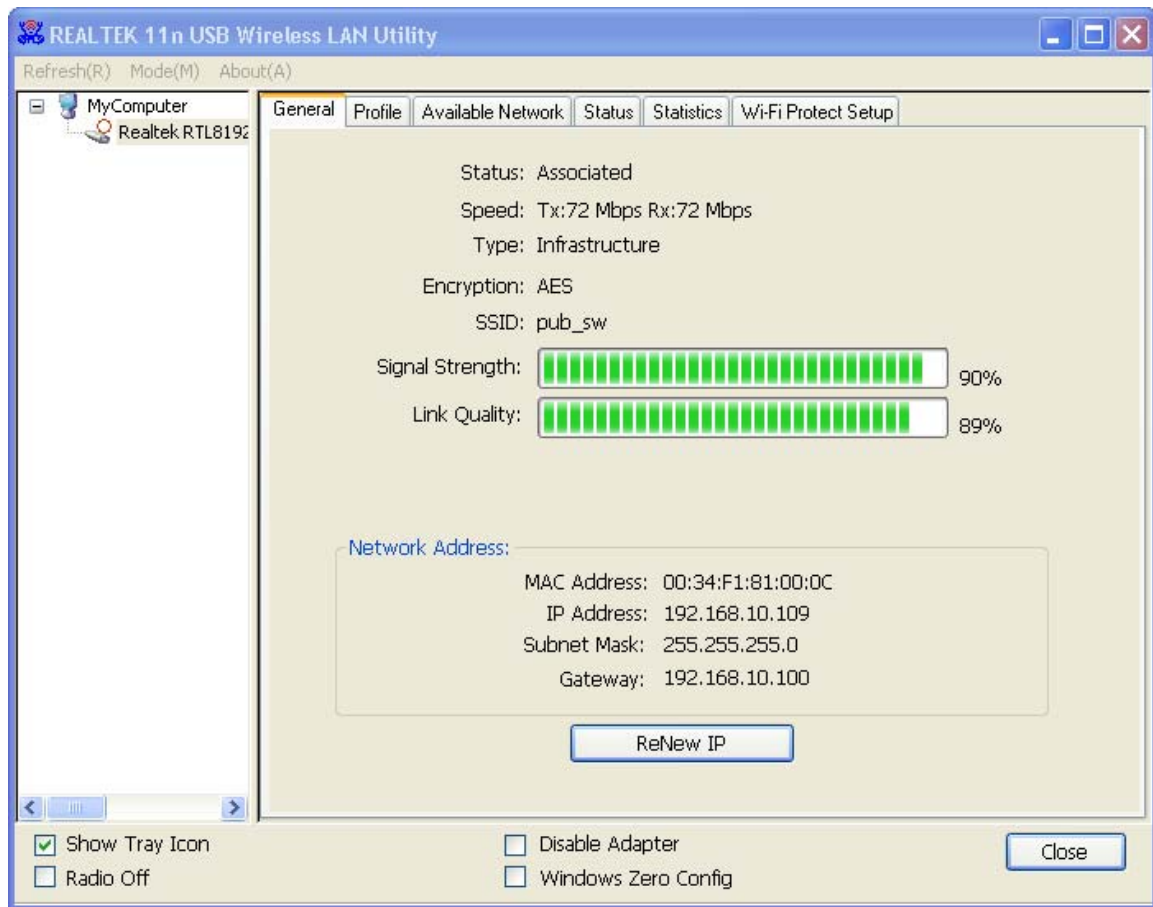 REALTEK 11n USB Wireless LAN Utility
Refresh(R) Mode(M) About(A)
MyComputer
Realtek RTL8192
General Profile Available Network Status Statistics Wi-Fi Protect Setup
Status: Associated
Speed: Tx:72 Mbps Rx:72 Mbps
Type: Infrastructure
Encryption: AES
SSID: pub_sw
Signal Strength: 90%
Link Quality: 89%
Network Address:
MAC Address: 00:34:F1:81:00:0C
IP Address: 192.168.10.109
Subnet Mask: 255.255.255.0
Gateway: 192.168.10.100
ReNew IP
Show Tray Icon
Radio Off
Disable Adapter
Windows Zero Config
Close